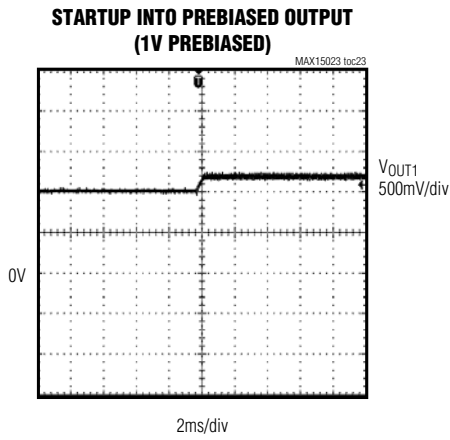 STARTUP INTO PREBIASED OUTPUT
(1V PREBIASED)
MAX15023 toc23
T
VOUT1
500mV/div
0V
2ms/div